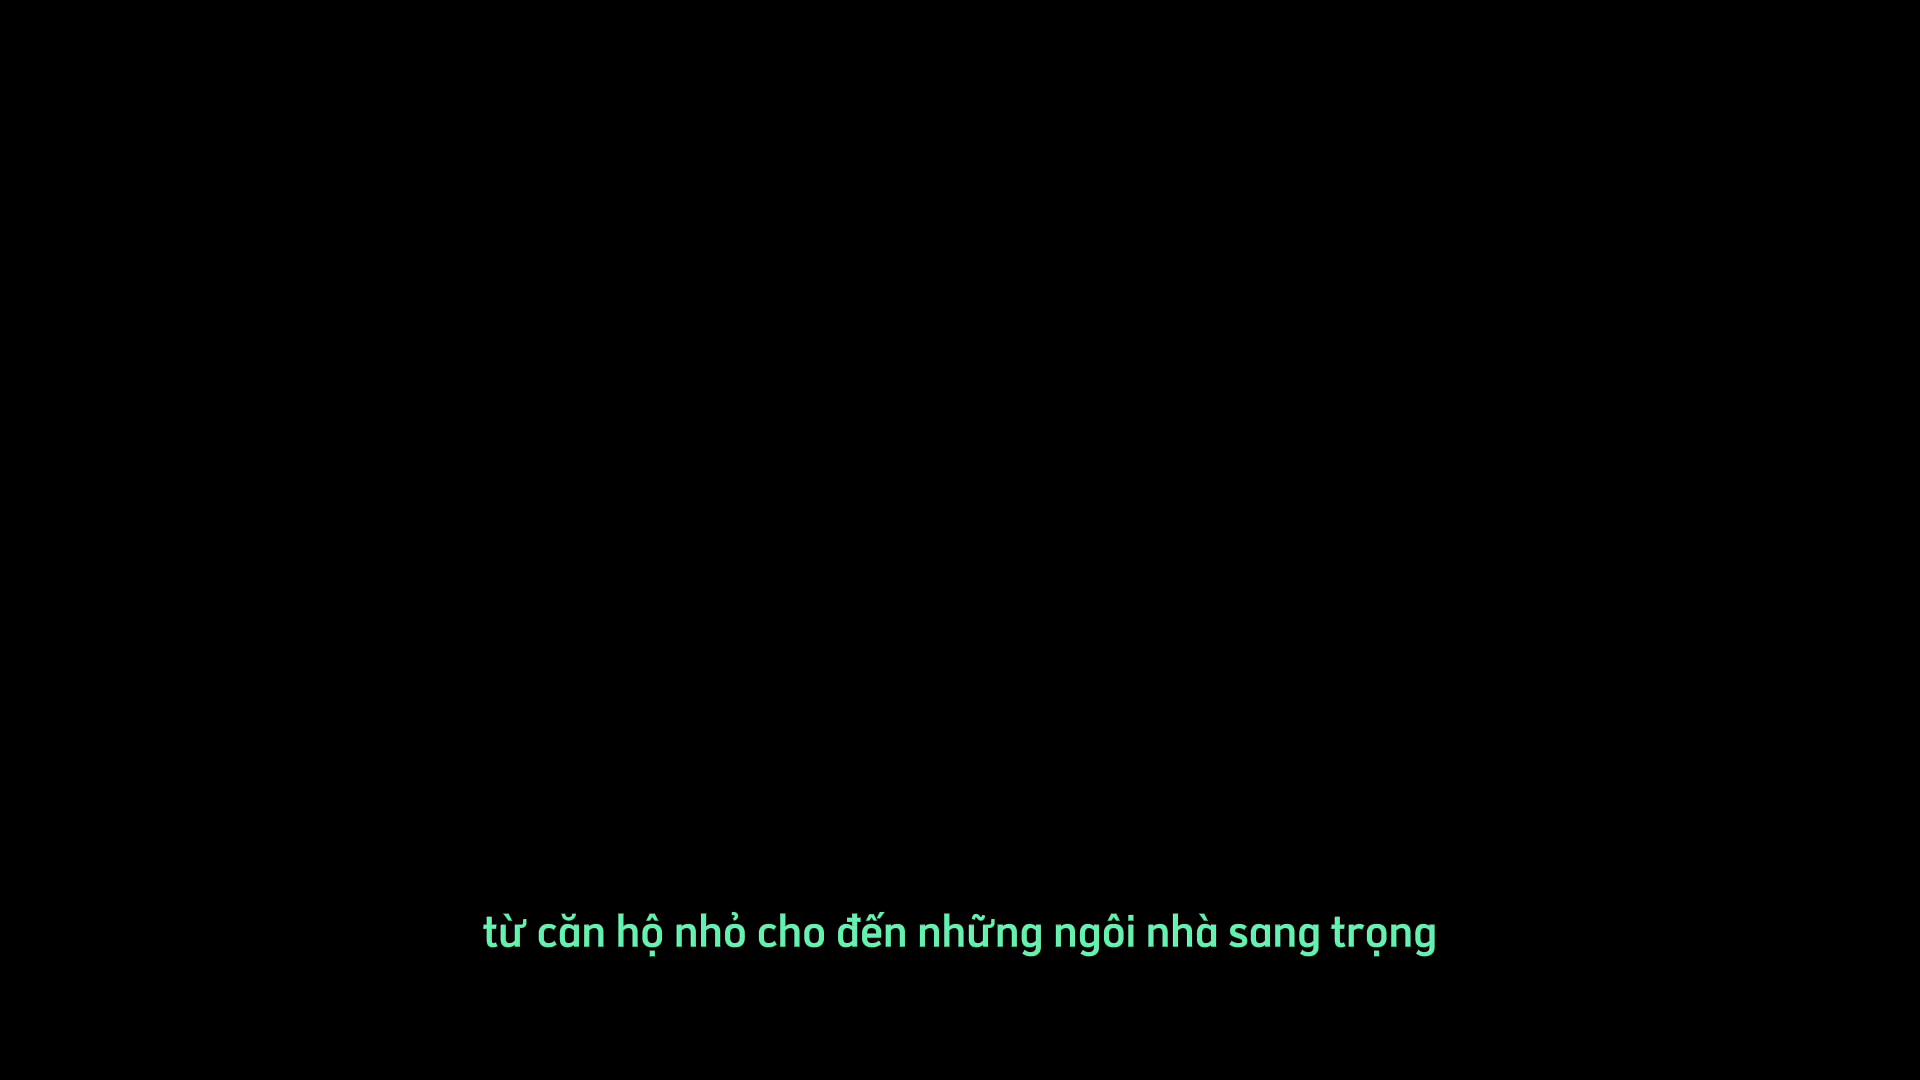 từ căn hộ nhỏ cho đến những ngôi nhà sang trọng